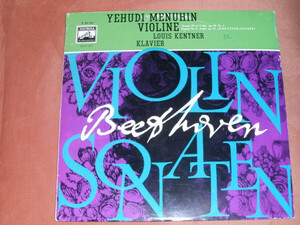 YEHUDI MENUHIN
VIOLINE
LOUIS KENTNER
KLAVIER
VIOLIN
Beethoven
SONATEN